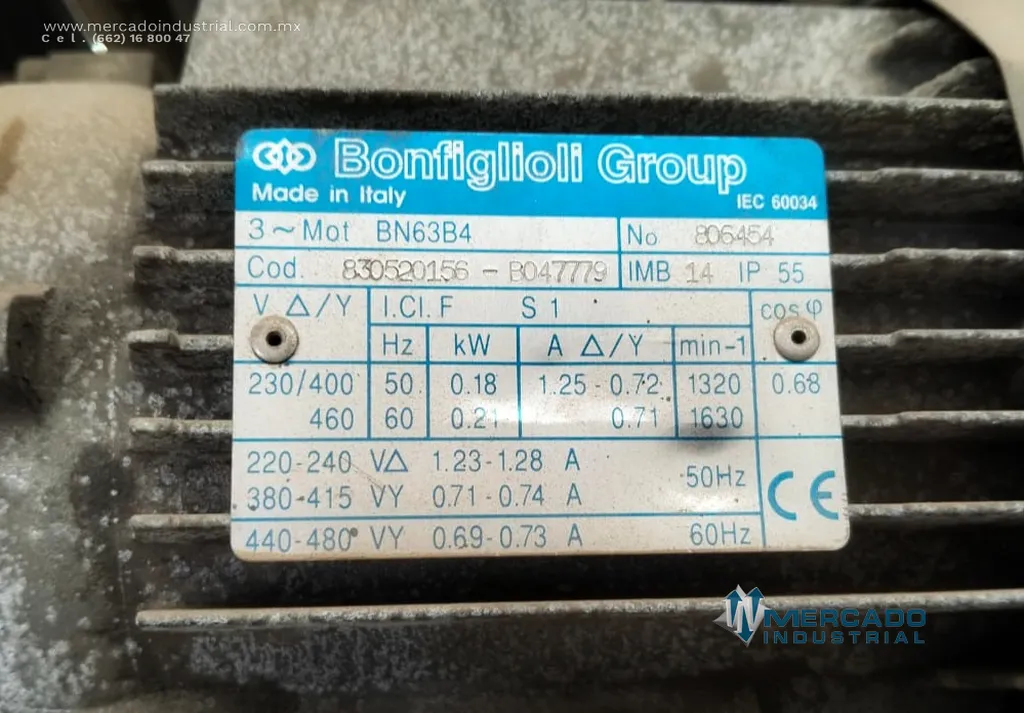 www.mercadoindustrial.com.mx
Cel. (662) 16 800 47
Bonfiglioli Group
Made in Italy IEC 60034
3~Mot BN63B4 No 806454
Cod. 830520156 - B047779 IMB 14 IP 55
V Δ/Y I.Cl. F S 1 cos φ
Hz kW A Δ/Y min-1
230/400 50 0.18 1.25 - 0.72 1320 0.68
460 60 0.21 0.71 1630
220-240 VΔ 1.23-1.28 A 50Hz
380-415 VY 0.71 - 0.74 A
440-480 VY 0.69-0.73 A 60Hz
CE
MERCADO
INDUSTRIAL